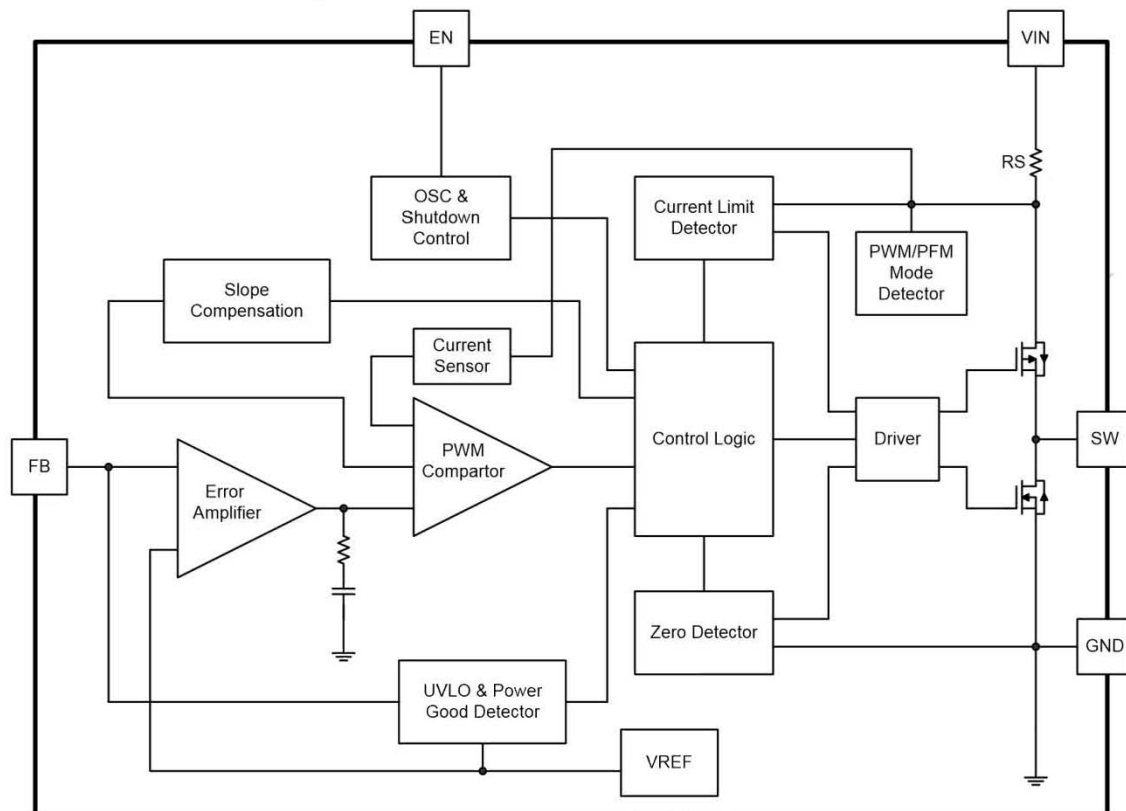 EN
VIN
RS
OSC &
Shutdown
Control
Current Limit
Detector
PWM/PFM
Mode
Detector
Slope
Compensation
Current
Sensor
FB
Error
Amplifier
PWM
Compartor
Control Logic
Driver
SW
Zero Detector
GND
UVLO & Power
Good Detector
VREF